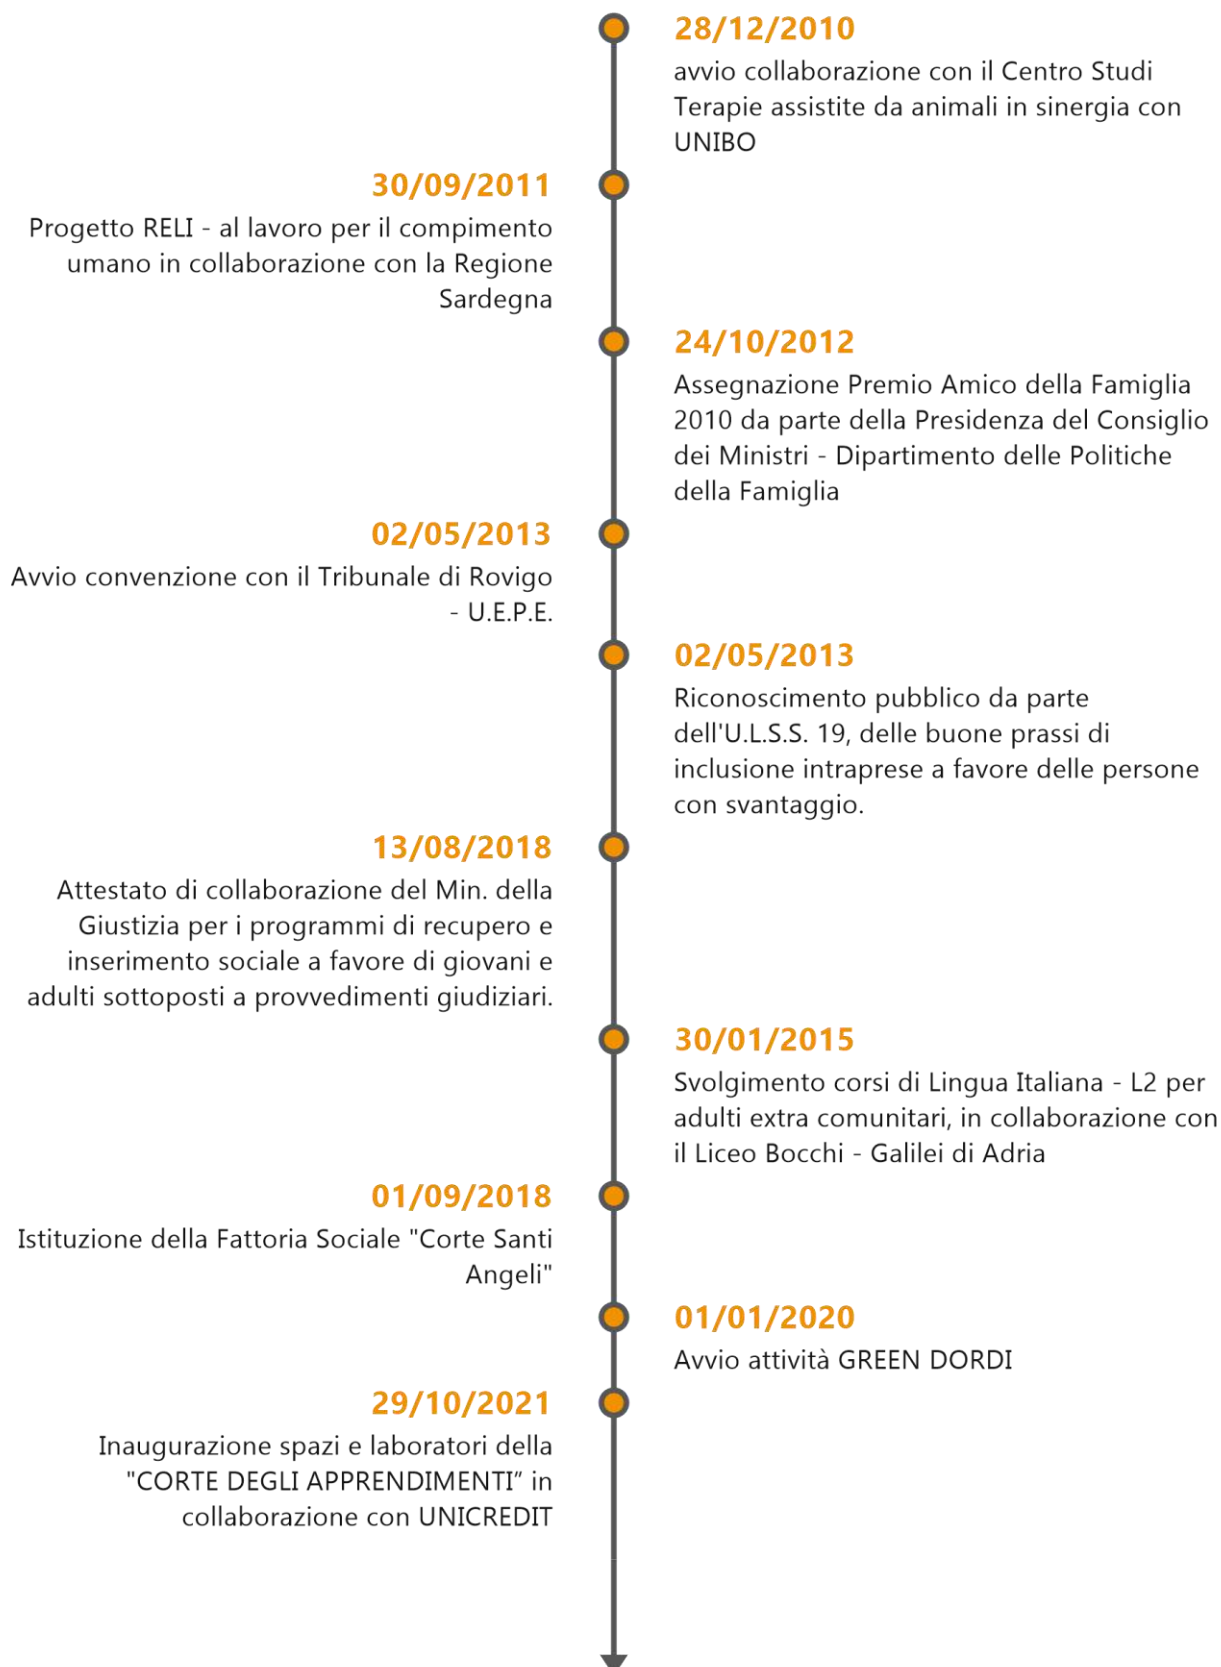 28/12/2010
avvio collaborazione con il Centro Studi
Terapie assistite da animali in sinergia con
UNIBO
30/09/2011
Progetto RELI - al lavoro per il compimento
umano in collaborazione con la Regione
Sardegna
24/10/2012
Assegnazione Premio Amico della Famiglia
2010 da parte della Presidenza del Consiglio
dei Ministri - Dipartimento delle Politiche
della Famiglia
02/05/2013
Avvio convenzione con il Tribunale di Rovigo
- U.E.P.E.
02/05/2013
Riconoscimento pubblico da parte
dell'U.L.S.S. 19, delle buone prassi di
inclusione intraprese a favore delle persone
con svantaggio.
13/08/2018
Attestato di collaborazione del Min. della
Giustizia per i programmi di recupero e
inserimento sociale a favore di giovani e
adulti sottoposti a provvedimenti giudiziari.
30/01/2015
Svolgimento corsi di Lingua Italiana - L2 per
adulti extra comunitari, in collaborazione con
il Liceo Bocchi - Galilei di Adria
01/09/2018
Istituzione della Fattoria Sociale "Corte Santi
Angeli"
01/01/2020
Avvio attività GREEN DORDI
29/10/2021
Inaugurazione spazi e laboratori della
"CORTE DEGLI APPRENDIMENTI” in
collaborazione con UNICREDIT